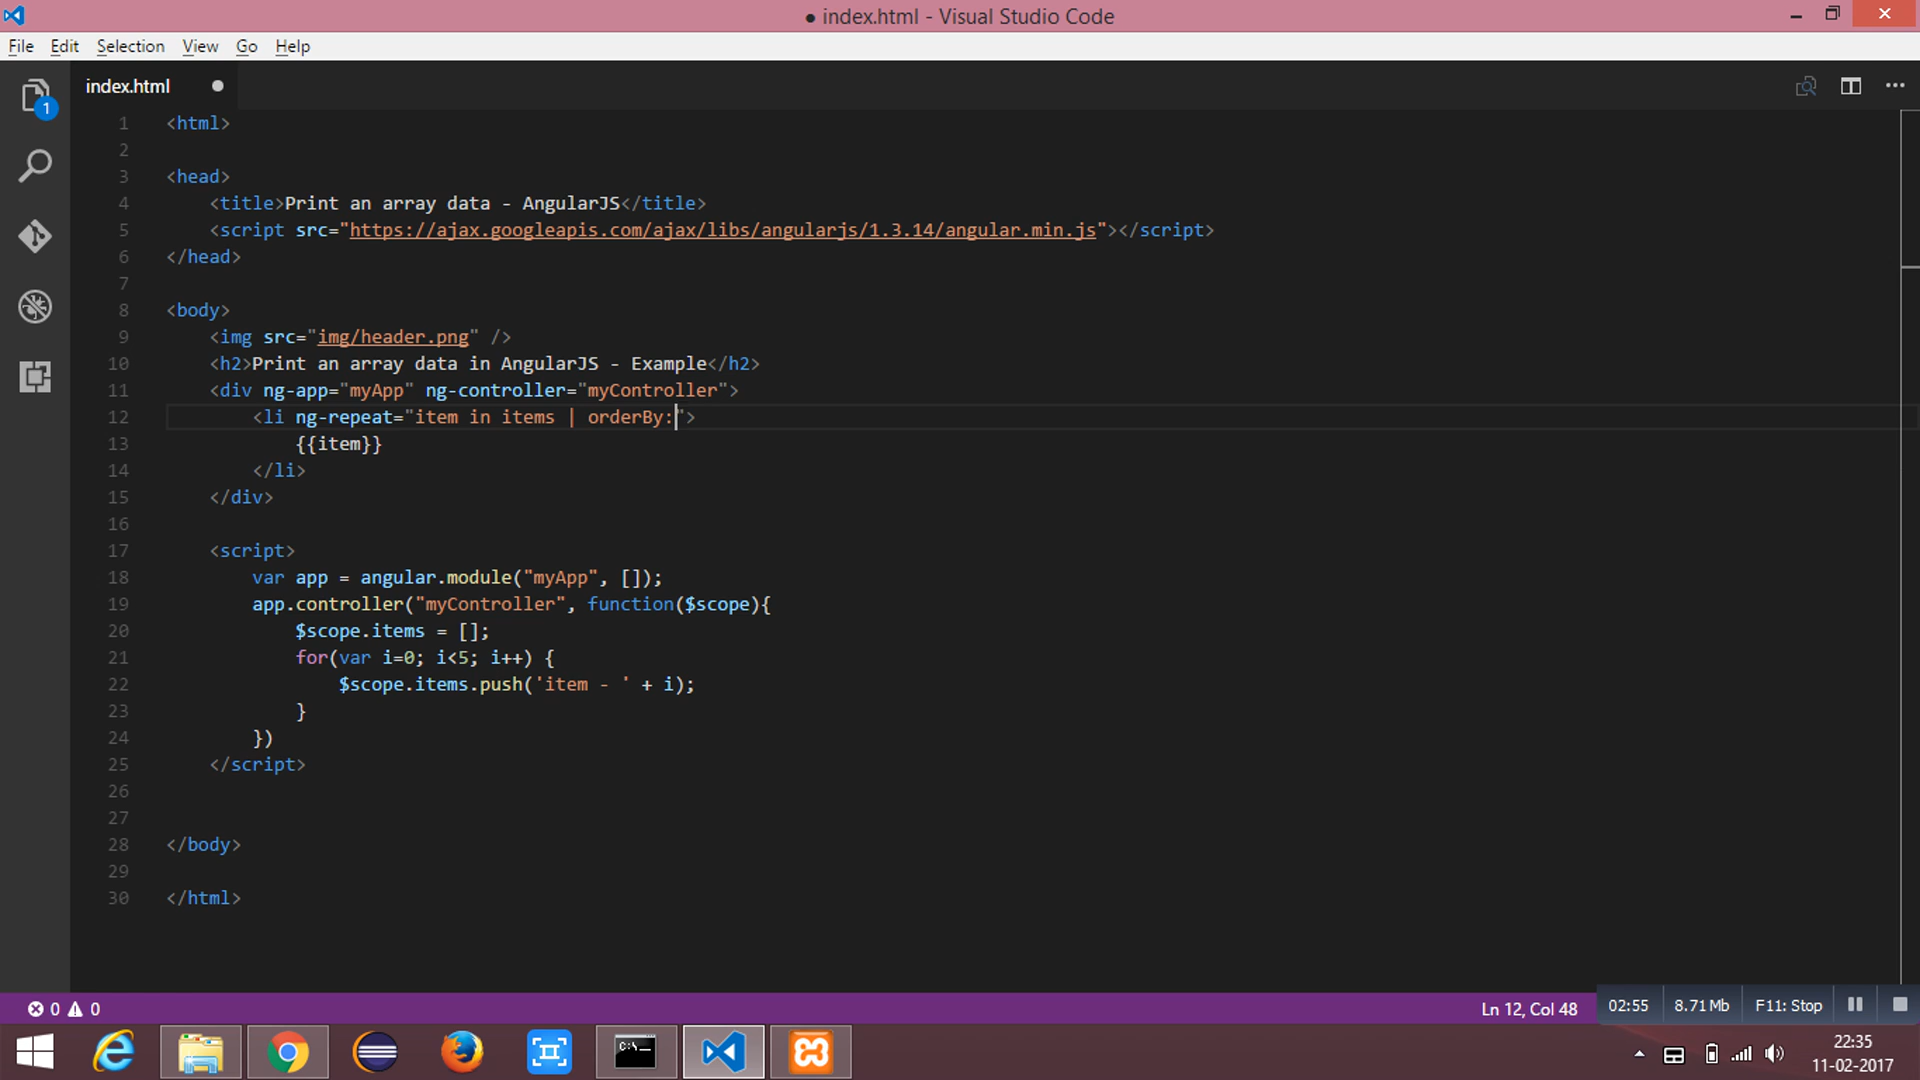 ● index.html - Visual Studio Code
File Edit Selection View Go Help
index.html
1
1 <html>
2
3 <head>
4 <title>Print an array data - AngularJS</title>
5 <script src="https://ajax.googleapis.com/ajax/libs/angularjs/1.3.14/angular.min.js"></script>
6 </head>
7
8 <body>
9 <img src="img/header.png" />
10 <h2>Print an array data in AngularJS - Example</h2>
11 <div ng-app="myApp" ng-controller="myController">
12 <li ng-repeat="item in items | orderBy:">
13 {{item}}
14 </li>
15 </div>
16
17 <script>
18 var app = angular.module("myApp", []);
19 app.controller("myController", function($scope){
20 $scope.items = [];
21 for(var i=0; i<5; i++) {
22 $scope.items.push('item - ' + i);
23 }
24 })
25 </script>
26
27
28 </body>
29
30 </html>
0 0 Ln 12, Col 48 02:55 8.71 Mb F11: Stop
C:\_
22:35
11-02-2017